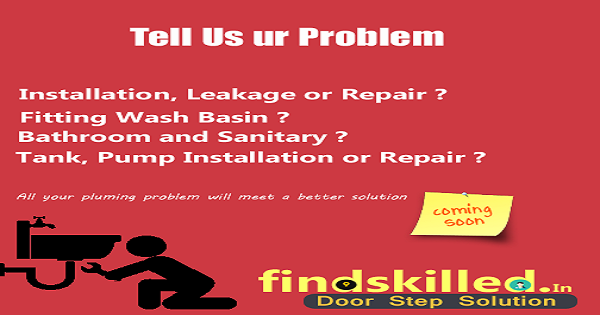 Tell Us ur Problem
Installation, Leakage or Repair ?
Fitting Wash Basin ?
Bathroom and Sanitary ?
Tank, Pump Installation or Repair ?
All your pluming problem will meet a better solution
coming
soon
findskilled.In
Door Step Solution